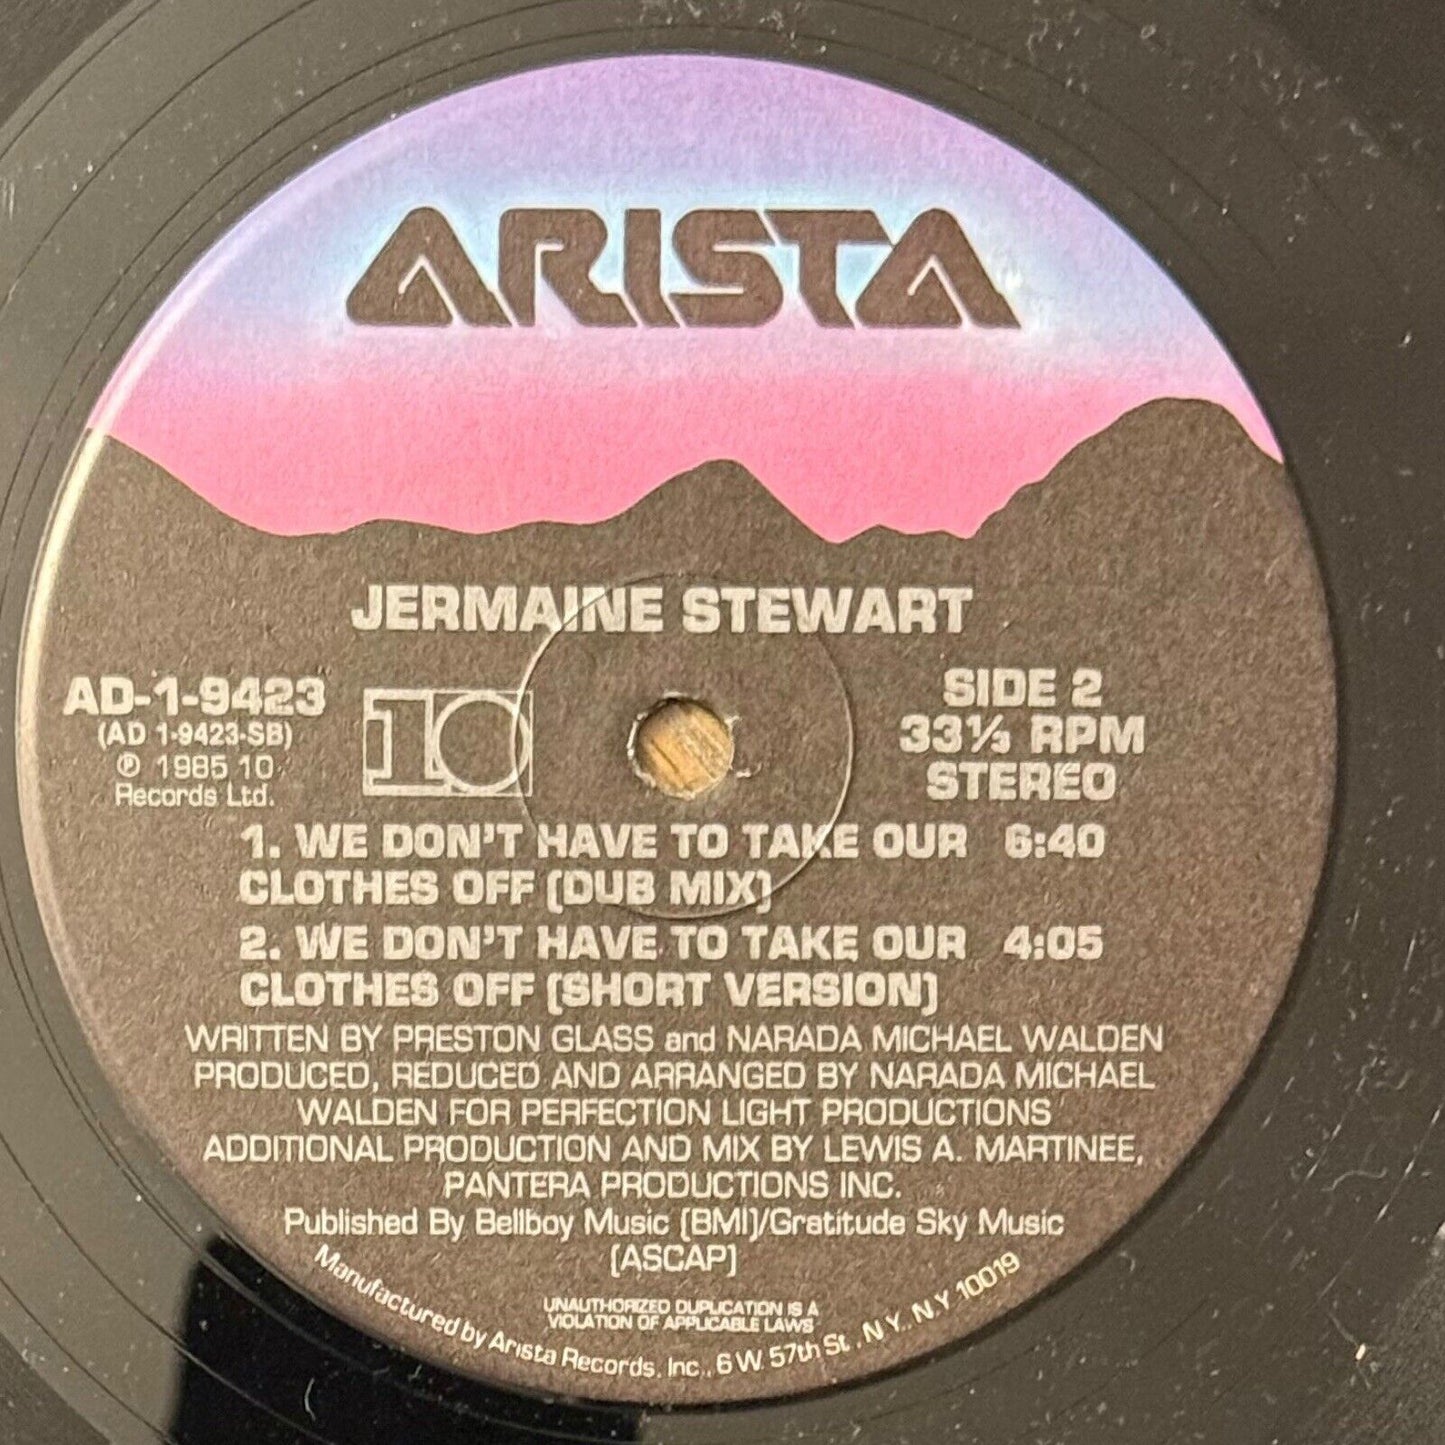 ARISTA
JERMAINE STEWART
AD-1-9423
(AD 1-9423-SB)
℗ 1985 10
Records Ltd.
10
SIDE 2
33⅓ RPM
STEREO
1. WE DON'T HAVE TO TAKE OUR 6:40
CLOTHES OFF (DUB MIX)
2. WE DON'T HAVE TO TAKE OUR 4:05
CLOTHES OFF (SHORT VERSION)
WRITTEN BY PRESTON GLASS and NARADA MICHAEL WALDEN
PRODUCED, REDUCED AND ARRANGED BY NARADA MICHAEL
WALDEN FOR PERFECTION LIGHT PRODUCTIONS
ADDITIONAL PRODUCTION AND MIX BY LEWIS A. MARTINEE,
PANTERA PRODUCTIONS INC.
Published By Bellboy Music (BMI)/Gratitude Sky Music
(ASCAP)
UNAUTHORIZED DUPLICATION IS A
VIOLATION OF APPLICABLE LAWS
Manufactured by Arista Records, Inc., 6 W. 57th St., N.Y., N.Y. 10019